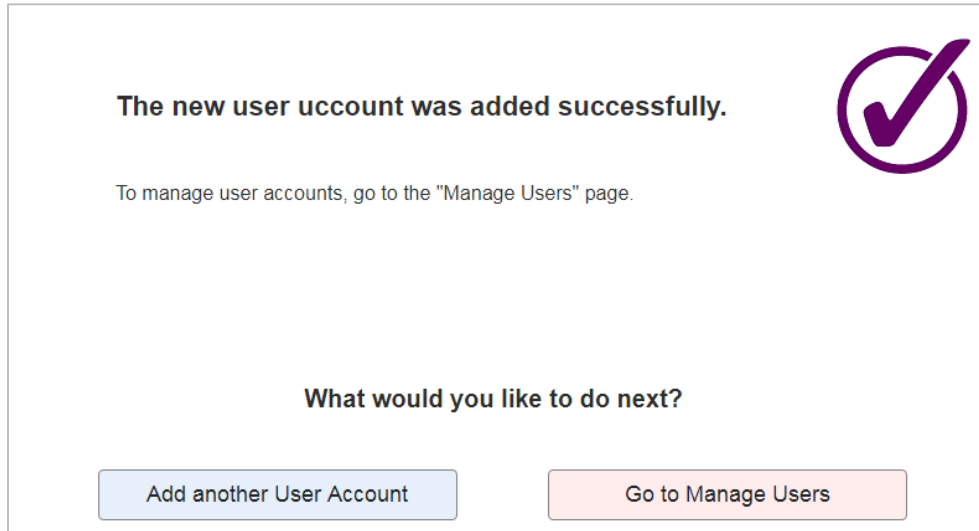 The new user uccount was added successfully.
To manage user accounts, go to the "Manage Users" page.
What would you like to do next?
Add another User Account
Go to Manage Users